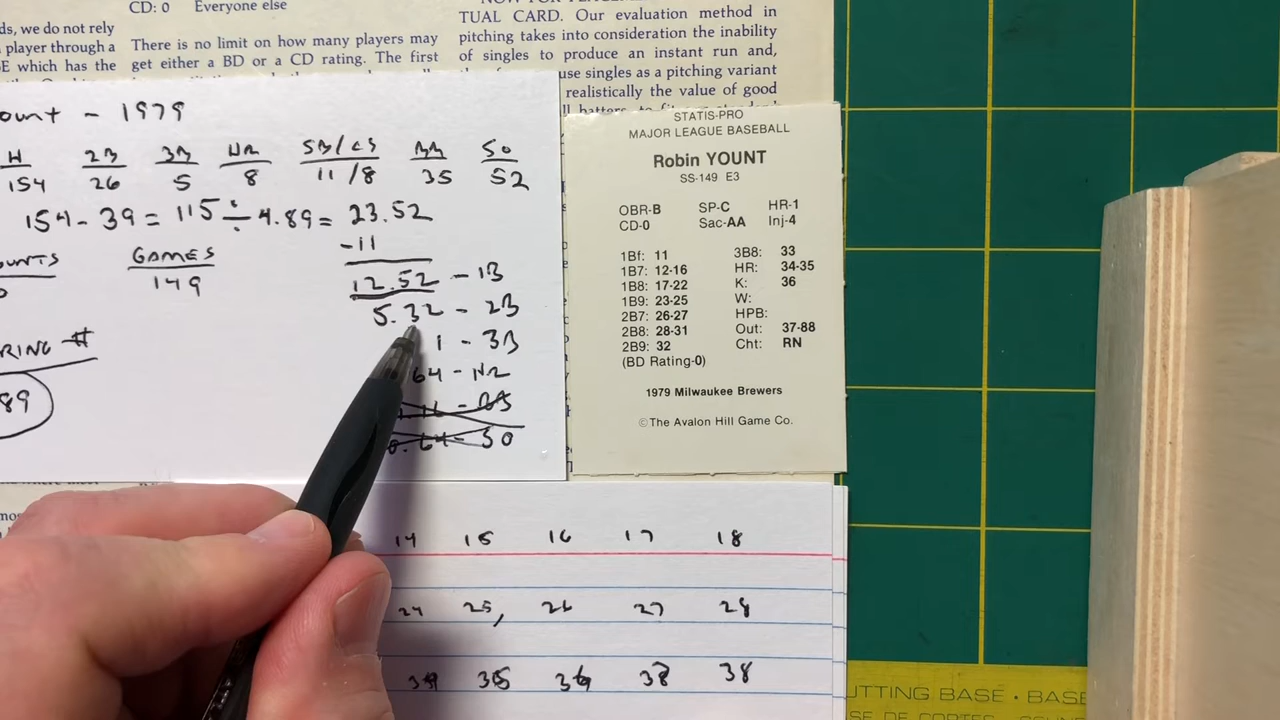 CD: 0 Everyone else
ds, we do not rely
player through a
E which has the
There is no limit on how many players may
get either a BD or a CD rating. The first
TUAL CARD. Our evaluation method in
pitching takes into consideration the inability
of singles to produce an instant run and,
use singles as a pitching variant
realistically the value of good
ount - 1979
H 2B 3B HR SB/CS BB SO
154 26 5 8 11/8 35 52
154 - 39 = 115 ÷ 4.89 = 23.52
-11
12.52 - 1B
5.32 - 2B
1 - 3B
64 - HR
SO
OUNTS GAMES
149
RING #
89
STATIS-PRO
MAJOR LEAGUE BASEBALL
Robin YOUNT
SS-149 E3
OBR-B SP-C HR-1
CD-0 Sac-AA Inj-4
1Bf: 11 3B8: 33
1B7: 12-16 HR: 34-35
1B8: 17-22 K: 36
1B9: 23-25 W:
2B7: 26-27 HPB:
2B8: 28-31 Out: 37-88
2B9: 32 Cht: RN
(BD Rating-0)
1979 Milwaukee Brewers
©The Avalon Hill Game Co.
14 15 16 17 18
24 25, 26 27 28
38
UTTING BASE • BASE